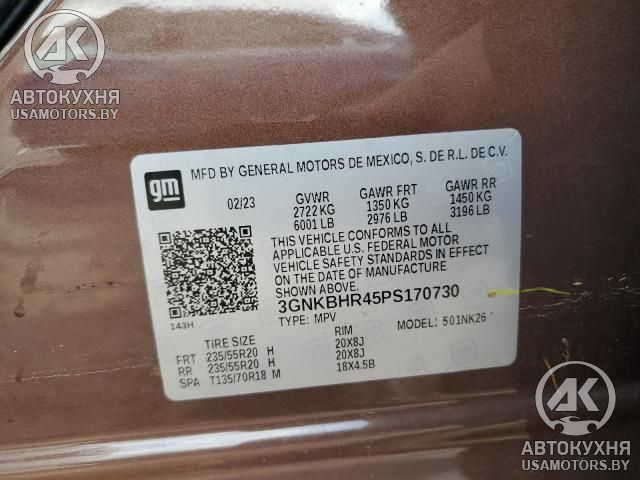 AK
АВТОКУХНЯ
USAMOTORS.BY
gm
MFD BY GENERAL MOTORS DE MEXICO, S. DE R.L. DE C.V.
02/23 GVWR GAWR FRT GAWR RR
2722 KG 1350 KG 1450 KG
6001 LB 2976 LB 3196 LB
THIS VEHICLE CONFORMS TO ALL
APPLICABLE U.S. FEDERAL MOTOR
VEHICLE SAFETY STANDARDS IN EFFECT
ON THE DATE OF MANUFACTURE
SHOWN ABOVE.
3GNKBHR45PS170730
143H TYPE: MPV MODEL: 501NK26
TIRE SIZE RIM
FRT 235/55R20 H 20X8J
RR 235/55R20 H 20X8J
SPA T135/70R18 M 18X4.5B
AK
АВТОКУХНЯ
USAMOTORS.BY